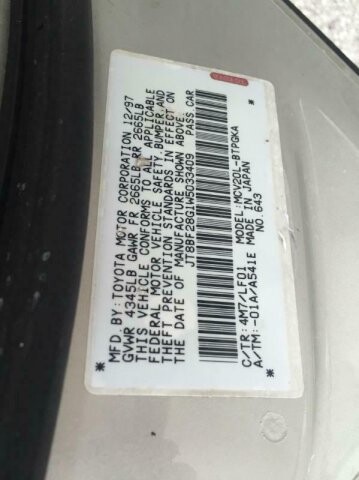 TOYOTA
MFD. BY: TOYOTA MOTOR CORPORATION 12/97
GVWR 4345LB GAWR FR 2665LB RR 2665LB
THIS VEHICLE CONFORMS TO ALL APPLICABLE
FEDERAL MOTOR VEHICLE SAFETY, BUMPER, AND
THEFT PREVENTION STANDARDS IN EFFECT ON
THE DATE OF MANUFACTURE SHOWN ABOVE.
JT8BF28G1W5033409 PASS CAR
C/TR: 4M7/LF01 MODEL: MCV20L-BTPGKA
A/TM: -01A/A541E MADE IN JAPAN
NO. 643